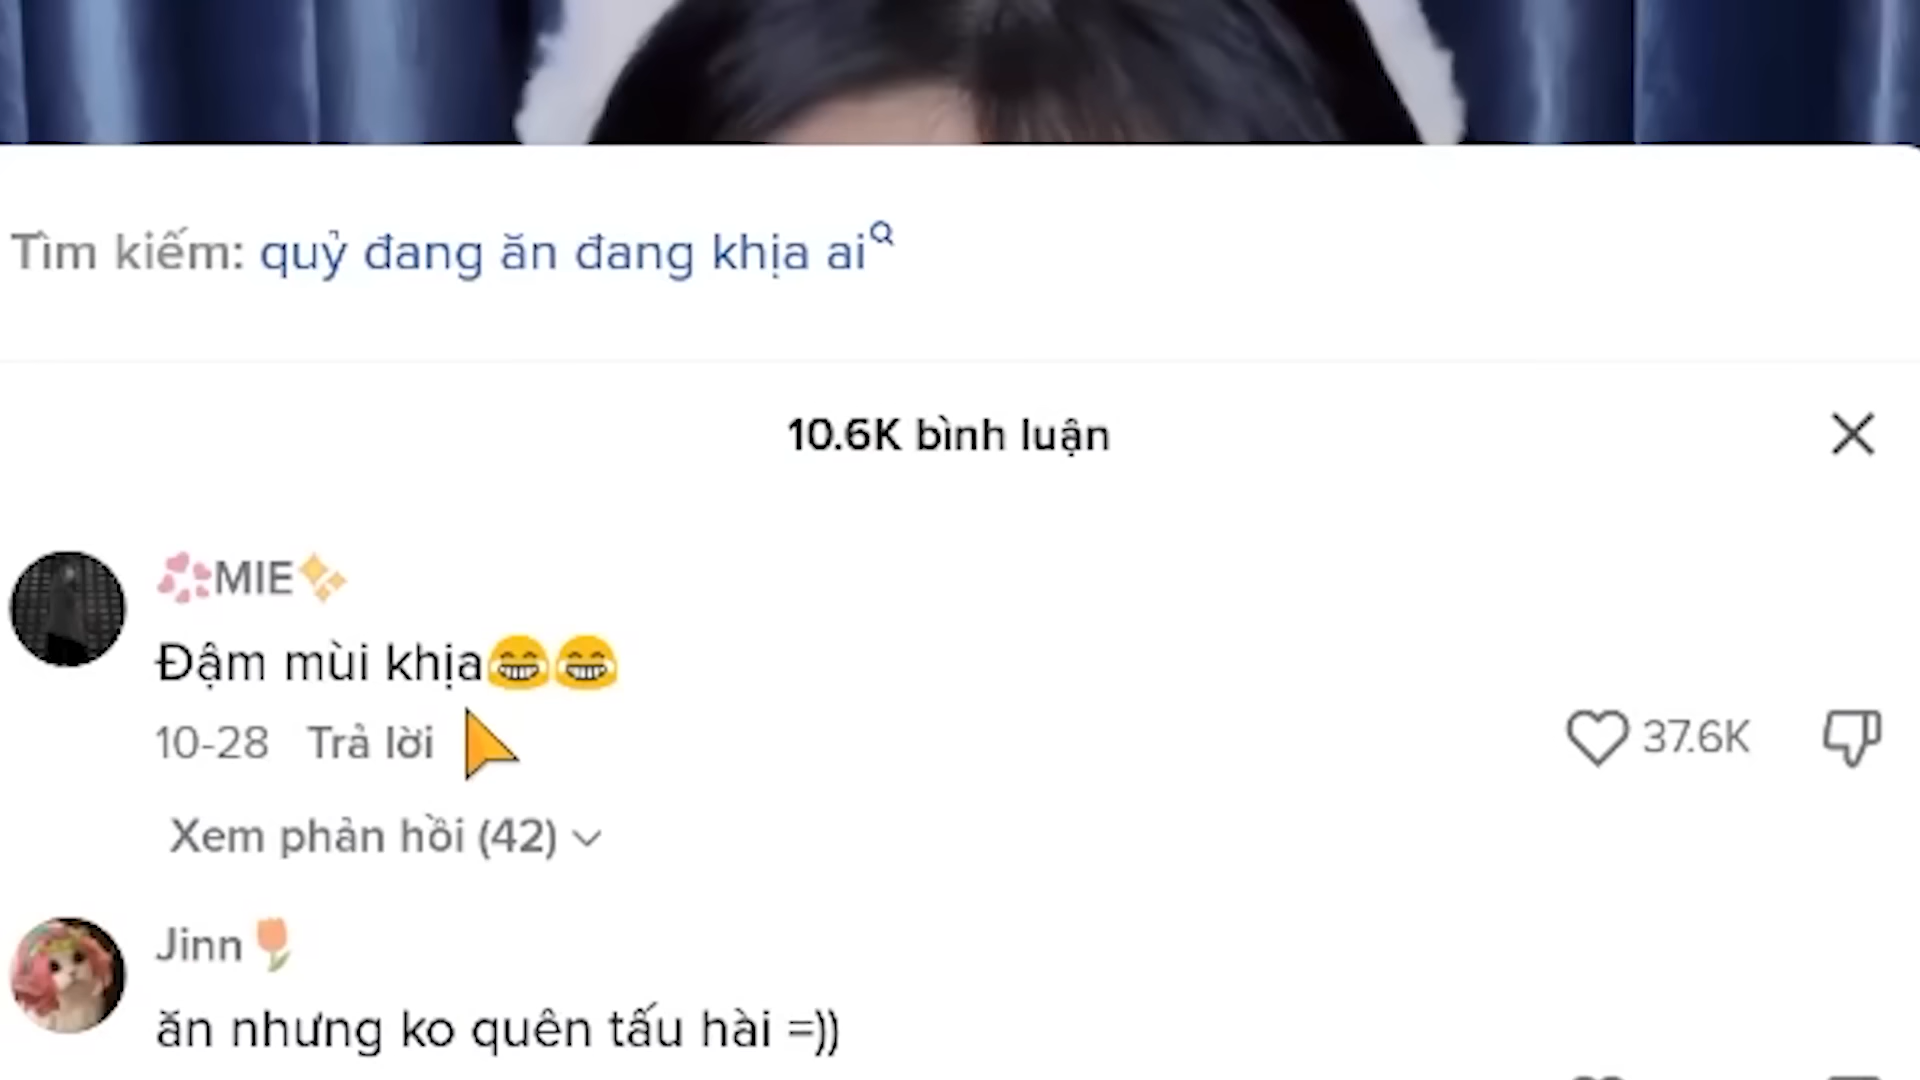 Tìm kiếm: quỷ đang ăn đang khịa ai
10.6K bình luận
💞MIE✨
Đậm mùi khịa😂😂
10-28 Trả lời
37.6K
Xem phản hồi (42)
Jinn🌷
ăn nhưng ko quên tấu hài =))